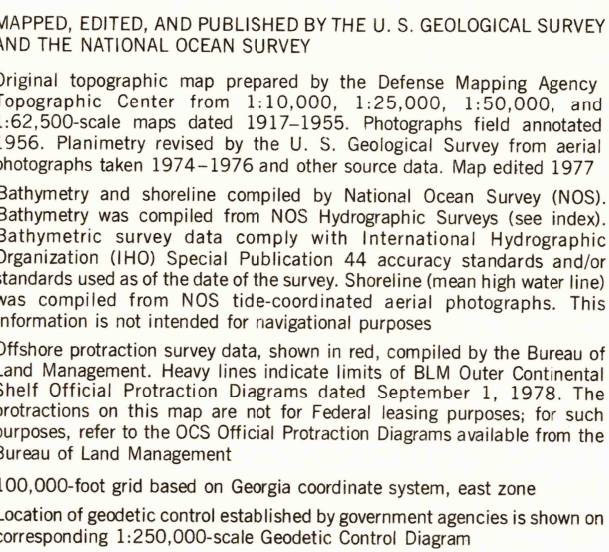 MAPPED, EDITED, AND PUBLISHED BY THE U. S. GEOLOGICAL SURVEY
AND THE NATIONAL OCEAN SURVEY
Original topographic map prepared by the Defense Mapping Agency
Topographic Center from 1:10,000, 1:25,000, 1:50,000, and
1:62,500-scale maps dated 1917–1955. Photographs field annotated
1956. Planimetry revised by the U. S. Geological Survey from aerial
photographs taken 1974–1976 and other source data. Map edited 1977
Bathymetry and shoreline compiled by National Ocean Survey (NOS).
Bathymetry was compiled from NOS Hydrographic Surveys (see index).
Bathymetric survey data comply with International Hydrographic
Organization (IHO) Special Publication 44 accuracy standards and/or
standards used as of the date of the survey. Shoreline (mean high water line)
was compiled from NOS tide-coordinated aerial photographs. This
information is not intended for navigational purposes
Offshore protraction survey data, shown in red, compiled by the Bureau of
Land Management. Heavy lines indicate limits of BLM Outer Continental
Shelf Official Protraction Diagrams dated September 1, 1978. The
protractions on this map are not for Federal leasing purposes; for such
purposes, refer to the OCS Official Protraction Diagrams available from the
Bureau of Land Management
100,000-foot grid based on Georgia coordinate system, east zone
Location of geodetic control established by government agencies is shown on
corresponding 1:250,000-scale Geodetic Control Diagram